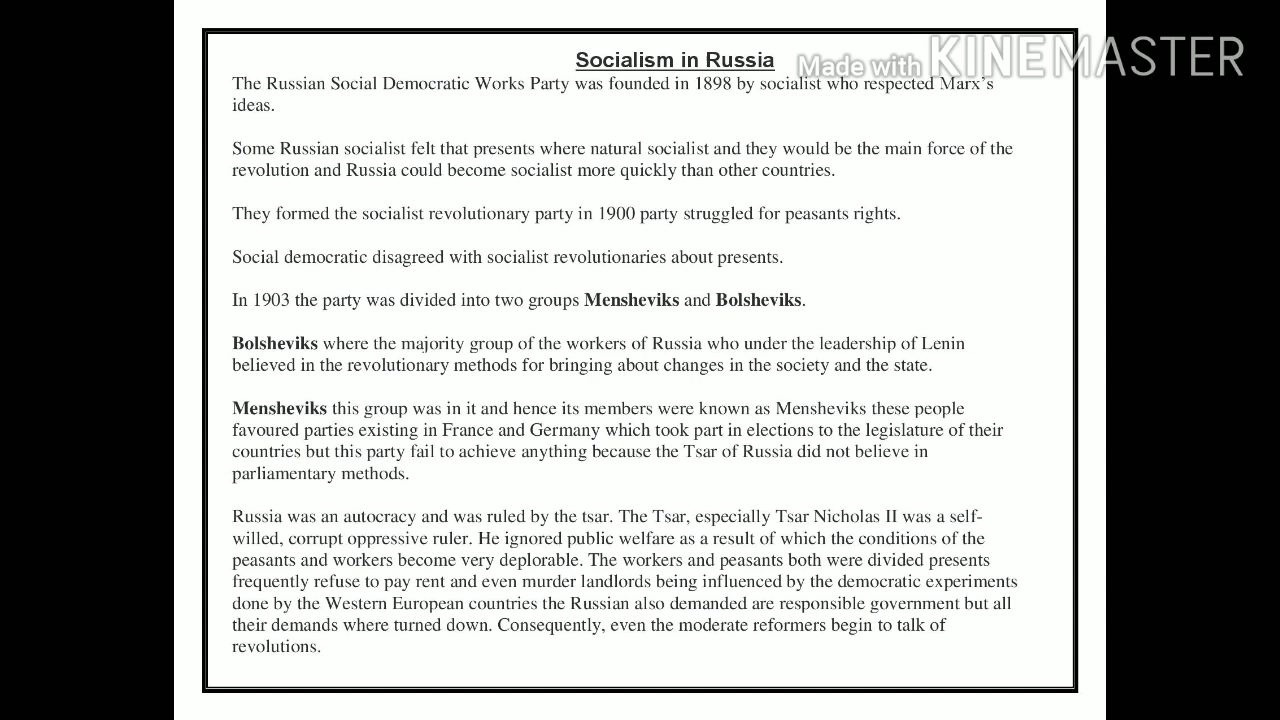 Socialism in Russia
Made with KINEMASTER
The Russian Social Democratic Works Party was founded in 1898 by socialist who respected Marx's
ideas.
Some Russian socialist felt that presents where natural socialist and they would be the main force of the
revolution and Russia could become socialist more quickly than other countries.
They formed the socialist revolutionary party in 1900 party struggled for peasants rights.
Social democratic disagreed with socialist revolutionaries about presents.
In 1903 the party was divided into two groups Mensheviks and Bolsheviks.
Bolsheviks where the majority group of the workers of Russia who under the leadership of Lenin
believed in the revolutionary methods for bringing about changes in the society and the state.
Mensheviks this group was in it and hence its members were known as Mensheviks these people
favoured parties existing in France and Germany which took part in elections to the legislature of their
countries but this party fail to achieve anything because the Tsar of Russia did not believe in
parliamentary methods.
Russia was an autocracy and was ruled by the tsar. The Tsar, especially Tsar Nicholas II was a self-
willed, corrupt oppressive ruler. He ignored public welfare as a result of which the conditions of the
peasants and workers become very deplorable. The workers and peasants both were divided presents
frequently refuse to pay rent and even murder landlords being influenced by the democratic experiments
done by the Western European countries the Russian also demanded are responsible government but all
their demands where turned down. Consequently, even the moderate reformers begin to talk of
revolutions.